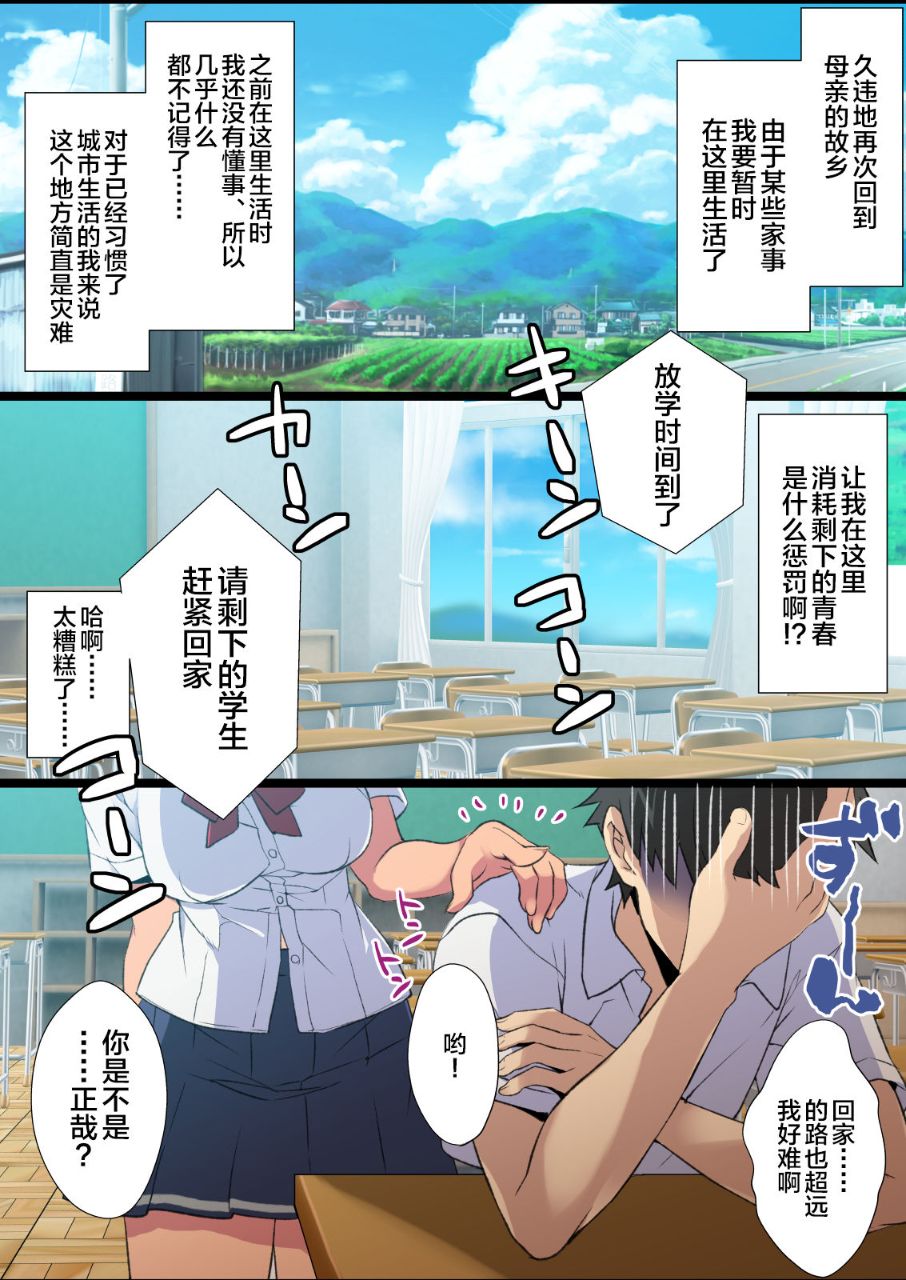 久违地再次回到
母亲的故乡
由于某些家事
我要暂时
在这里生活了
之前在这里生活时
我还没有懂事、所以
几乎什么
都不记得了……
对于已经习惯了
城市生活的我来说
这个地方简直是灾难
让我在这里
消耗剩下的青春
是什么惩罚啊!?
放学时间到了
キーンコーン
请剩下的学生
赶紧回家
カーンコーン
哈啊……
太糟糕了……
ずーん
回家……
的路也超远
我好难啊
トントン
哟！
你是不是
……正哉？